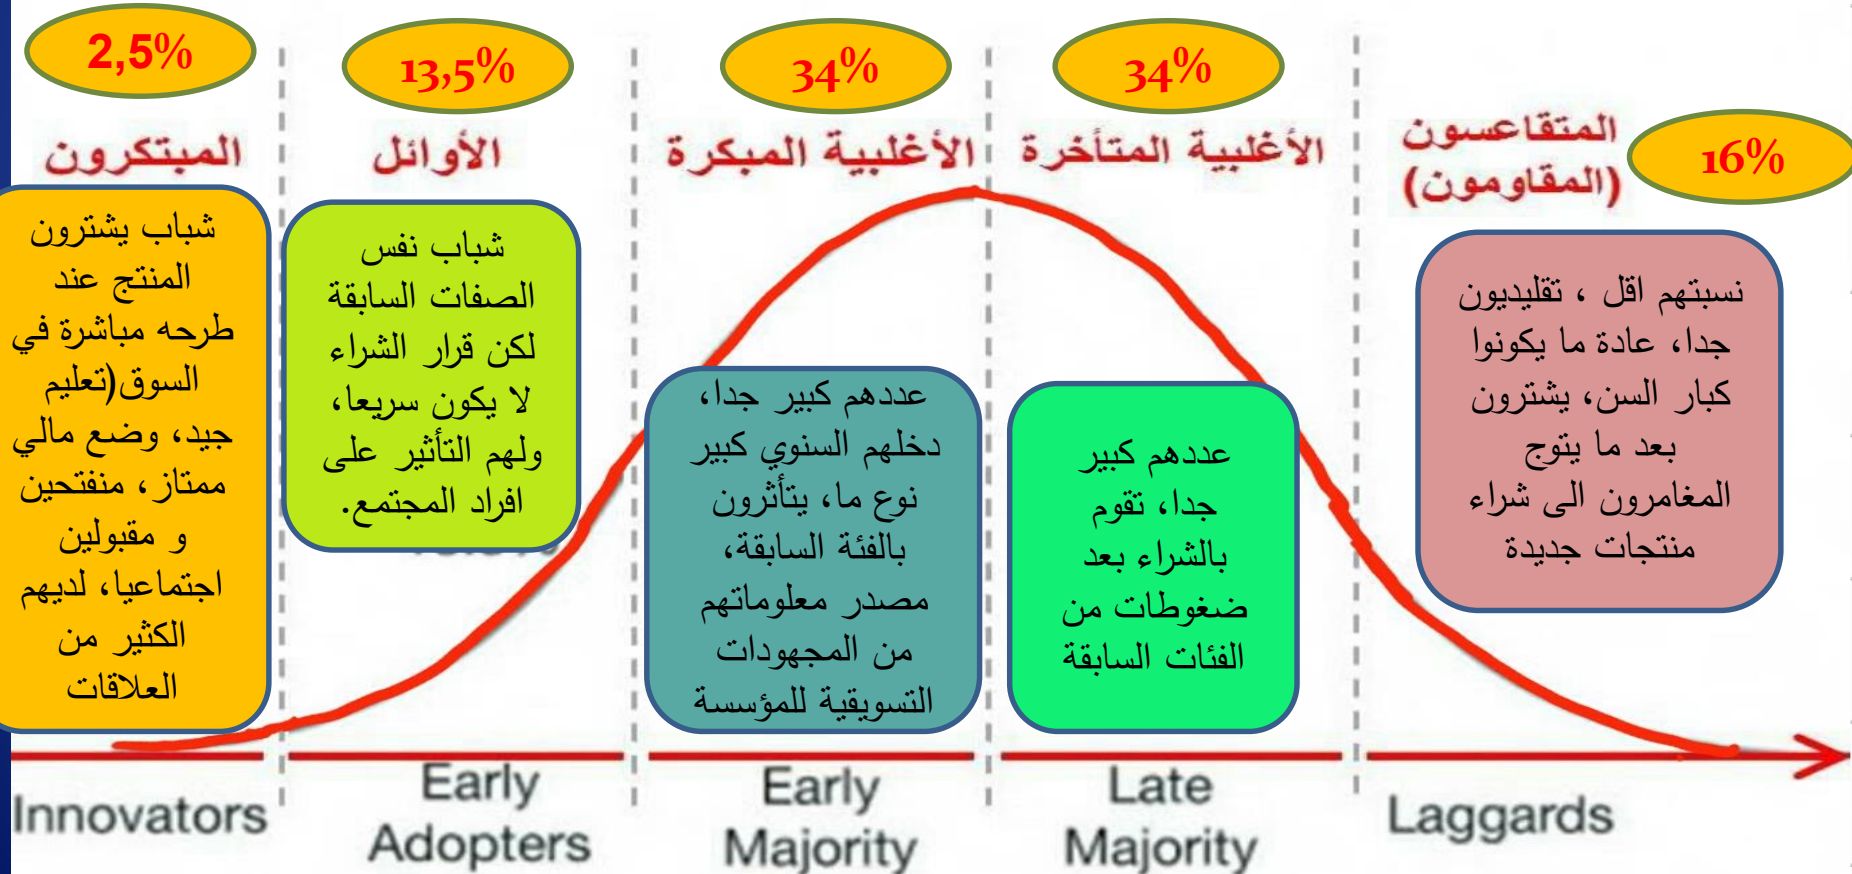 2,5%
13,5%
34%
34%
16%
المبتكرون
الأوائل
الأغلبية المبكرة
الأغلبية المتأخرة
المتقاعسون
(المقاومون)
شباب يشترون
المنتج عند
طرحه مباشرة في
السوق(تعليم
جيد، وضع مالي
ممتاز، منفتحين
و مقبولين
اجتماعيا، لديهم
الكثير من
العلاقات
شباب نفس
الصفات السابقة
لكن قرار الشراء
لا يكون سريعا،
ولهم التأثير على
افراد المجتمع.
عددهم كبير جدا،
دخلهم السنوي كبير
نوع ما، يتأثرون
بالفئة السابقة،
مصدر معلوماتهم
من المجهودات
التسويقية للمؤسسة
عددهم كبير
جدا، تقوم
بالشراء بعد
ضغوطات من
الفئات السابقة
نسبتهم اقل ، تقليديون
جدا، عادة ما يكونوا
كبار السن، يشترون
بعد ما يتوج
المغامرون الى شراء
منتجات جديدة
Innovators
Early
Adopters
Early
Majority
Late
Majority
Laggards